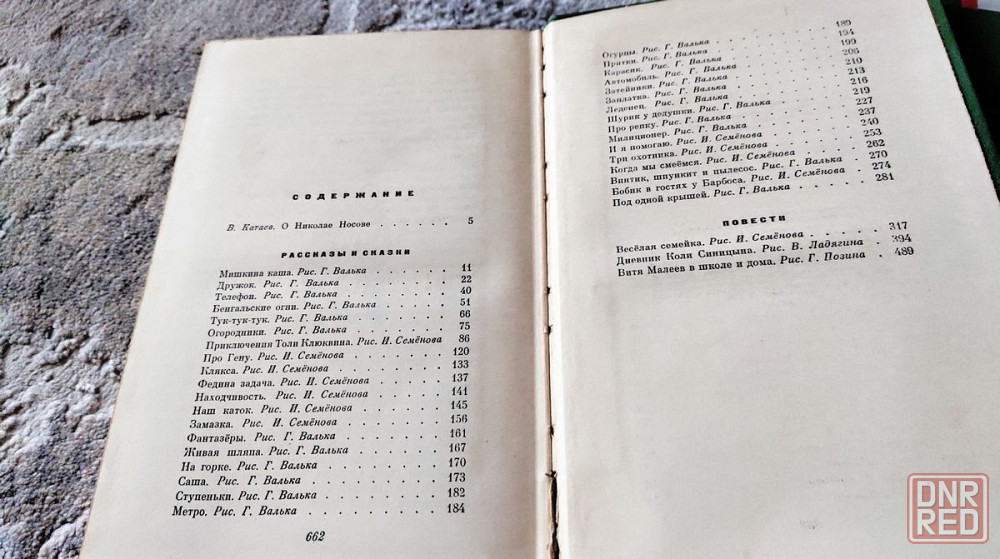 СОДЕРЖАНИЕ
В. Катаев. О Николае Носове . . . . . . 5
РАССКАЗЫ И СКАЗКИ
Мишкина каша. Рис. Г. Валька . . . . . . . 11
Дружок. Рис. Г. Валька . . . . . . . . 22
Телефон. Рис. Г. Валька . . . . . . . . 40
Бенгальские огни. Рис. Г. Валька . . . . . . 51
Тук-тук-тук. Рис. Г. Валька . . . . . . . 66
Огородники. Рис. Г. Валька . . . . . . . 75
Приключения Толи Клюквина. Рис. И. Семёнова . 86
Про Гену. Рис. И. Семёнова . . . . . . . 120
Клякса. Рис. И. Семёнова . . . . . . . . 133
Федина задача. Рис. И. Семёнова . . . . . . 137
Находчивость. Рис. И. Семёнова . . . . . . 141
Наш каток. Рис. И. Семёнова . . . . . . . 145
Замазка. Рис. И. Семёнова . . . . . . . 156
Фантазёры. Рис. Г. Валька . . . . . . . 161
Живая шляпа. Рис. Г. Валька . . . . . . . 167
На горке. Рис. Г. Валька . . . . . . . . 170
Саша. Рис. Г. Валька . . . . . . . . . 173
Ступеньки. Рис. Г. Валька . . . . . . . . 182
Метро. Рис. Г. Валька . . . . . . . . . 184
662
Огурцы. Рис. Г. Валька . . . . . . . . 189
Прятки. Рис. Г. Валька . . . . . . . . 194
Карасик. Рис. Г. Валька . . . . . . . . 199
Автомобиль. Рис. Г. Валька . . . . . . . 206
Затейники. Рис. Г. Валька . . . . . . . 210
Заплатка. Рис. Г. Валька . . . . . . . . 213
Леденец. Рис. Г. Валька . . . . . . . . 216
Шурик у дедушки. Рис. Г. Валька . . . . . . 219
Про репку. Рис. Г. Валька . . . . . . . 227
Милиционер. Рис. Г. Валька . . . . . . . 237
И я помогаю. Рис. И. Семёнова . . . . . . 240
Три охотника. Рис. И. Семёнова . . . . . . 253
Когда мы смеёмся. Рис. И. Семёнова . . . . . 262
Винтик, шпунтик и пылесос. Рис. Г. Валька . . . 270
Бобик в гостях у Барбоса. Рис. И. Семёнова . . . 274
Под одной крышей. Рис. Г. Валька . . . . . . 281
ПОВЕСТИ
Весёлая семейка. Рис. И. Семёнова . . . . . . 317
Дневник Коли Синицына. Рис. В. Ладягина . . . 394
Витя Малеев в школе и дома. Рис. Г. Позина . . 489
DNR
RED